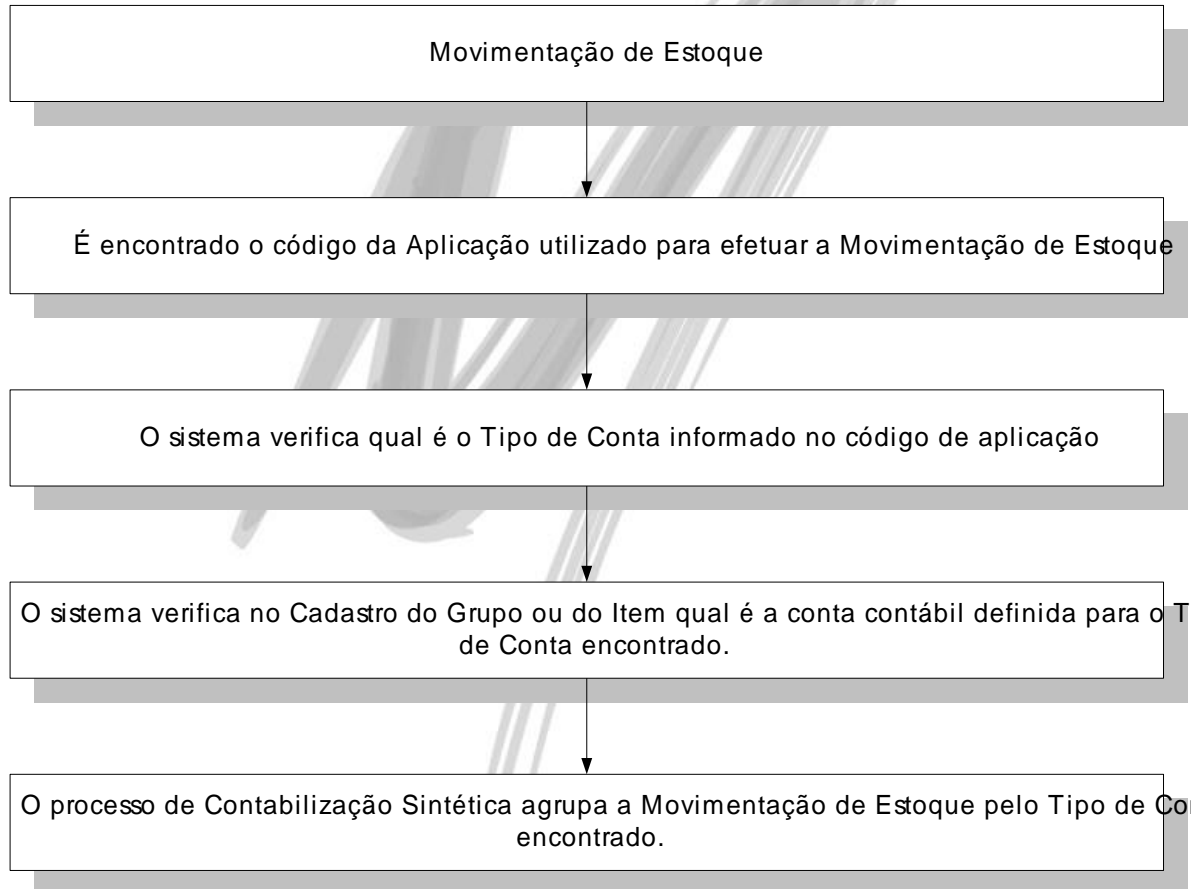 Movimentação de Estoque
É encontrado o código da Aplicação utilizado para efetuar a Movimentação de Estoque
O sistema verifica qual é o Tipo de Conta informado no código de aplicação
O sistema verifica no Cadastro do Grupo ou do Item qual é a conta contábil definida para o T
de Conta encontrado.
O processo de Contabilização Sintética agrupa a Movimentação de Estoque pelo Tipo de Co
encontrado.